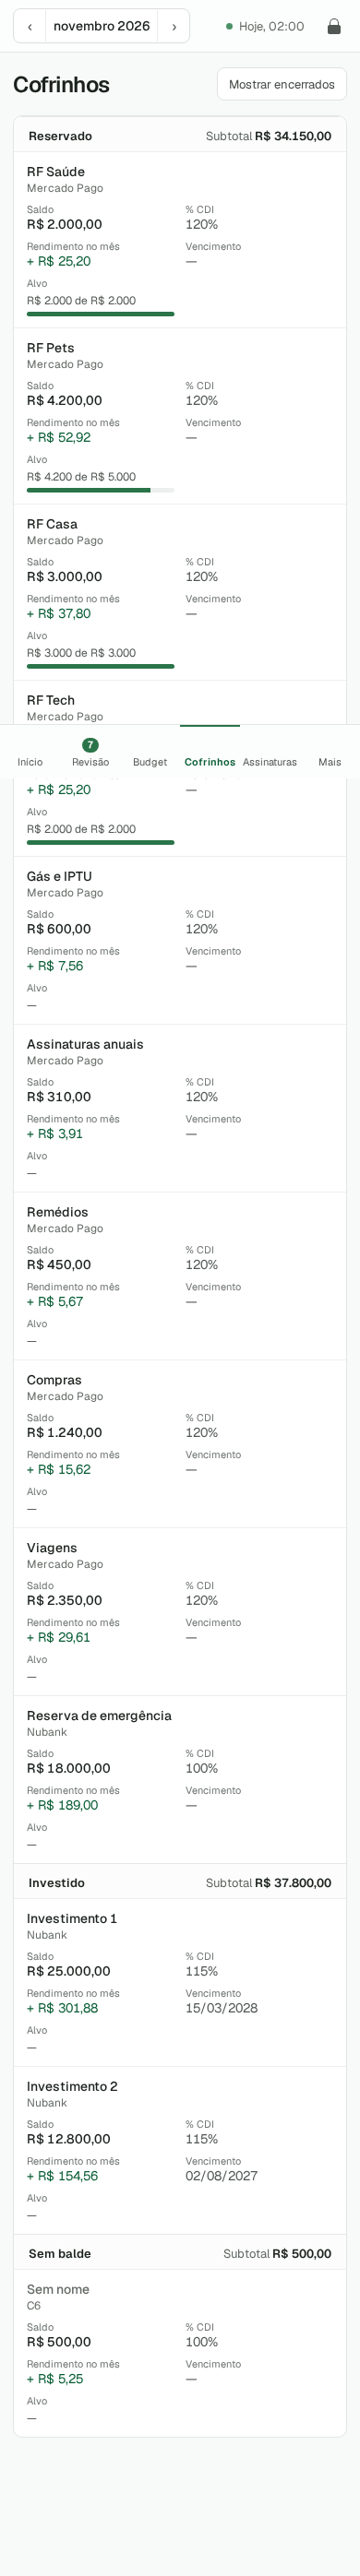 ‹ novembro 2026 › Hoje, 02:00
Cofrinhos Mostrar encerrados
Reservado Subtotal R$ 34.150,00
RF Saúde
Mercado Pago
Saldo % CDI
R$ 2.000,00 120%
Rendimento no mês Vencimento
+ R$ 25,20 —
Alvo
R$ 2.000 de R$ 2.000
RF Pets
Mercado Pago
Saldo % CDI
R$ 4.200,00 120%
Rendimento no mês Vencimento
+ R$ 52,92 —
Alvo
R$ 4.200 de R$ 5.000
RF Casa
Mercado Pago
Saldo % CDI
R$ 3.000,00 120%
Rendimento no mês Vencimento
+ R$ 37,80 —
Alvo
R$ 3.000 de R$ 3.000
RF Tech
Mercado Pago
7
Início Revisão Budget Cofrinhos Assinaturas Mais
+ R$ 25,20 —
Alvo
R$ 2.000 de R$ 2.000
Gás e IPTU
Mercado Pago
Saldo % CDI
R$ 600,00 120%
Rendimento no mês Vencimento
+ R$ 7,56 —
Alvo
—
Assinaturas anuais
Mercado Pago
Saldo % CDI
R$ 310,00 120%
Rendimento no mês Vencimento
+ R$ 3,91 —
Alvo
—
Remédios
Mercado Pago
Saldo % CDI
R$ 450,00 120%
Rendimento no mês Vencimento
+ R$ 5,67 —
Alvo
—
Compras
Mercado Pago
Saldo % CDI
R$ 1.240,00 120%
Rendimento no mês Vencimento
+ R$ 15,62 —
Alvo
—
Viagens
Mercado Pago
Saldo % CDI
R$ 2.350,00 120%
Rendimento no mês Vencimento
+ R$ 29,61 —
Alvo
—
Reserva de emergência
Nubank
Saldo % CDI
R$ 18.000,00 100%
Rendimento no mês Vencimento
+ R$ 189,00 —
Alvo
—
Investido Subtotal R$ 37.800,00
Investimento 1
Nubank
Saldo % CDI
R$ 25.000,00 115%
Rendimento no mês Vencimento
+ R$ 301,88 15/03/2028
Alvo
—
Investimento 2
Nubank
Saldo % CDI
R$ 12.800,00 115%
Rendimento no mês Vencimento
+ R$ 154,56 02/08/2027
Alvo
—
Sem balde Subtotal R$ 500,00
Sem nome
C6
Saldo % CDI
R$ 500,00 100%
Rendimento no mês Vencimento
+ R$ 5,25 —
Alvo
—